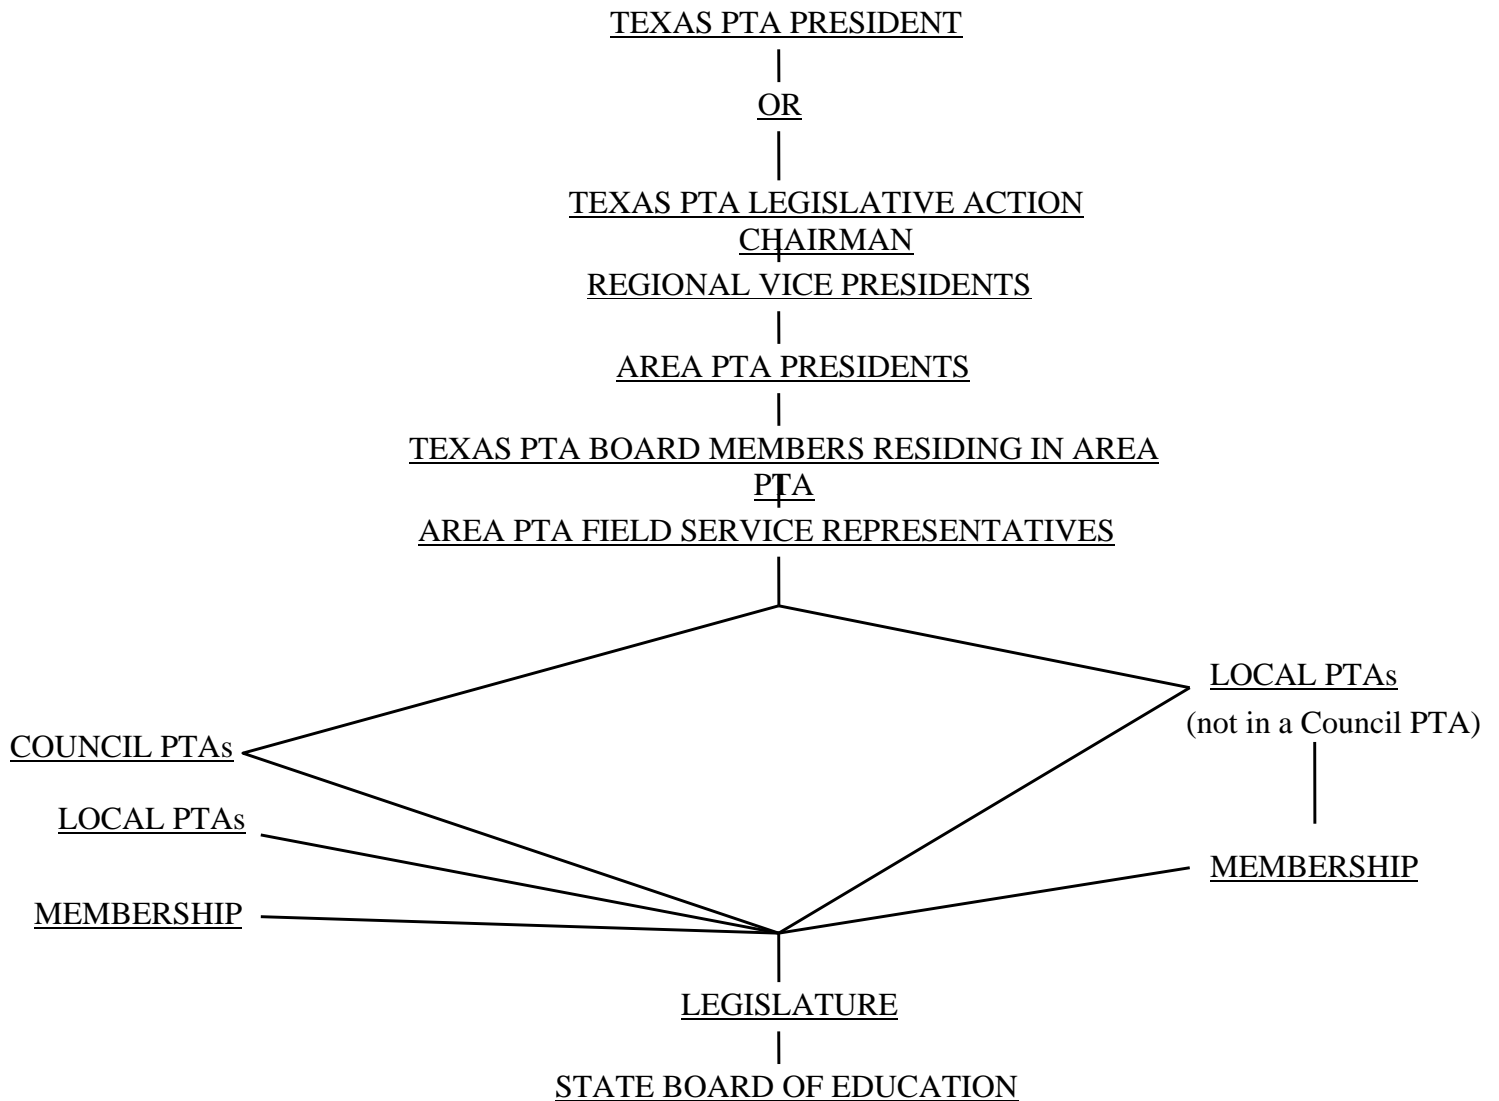 TEXAS PTA PRESIDENT
OR
TEXAS PTA LEGISLATIVE ACTION
CHAIRMAN
REGIONAL VICE PRESIDENTS
AREA PTA PRESIDENTS
TEXAS PTA BOARD MEMBERS RESIDING IN AREA
PTA
AREA PTA FIELD SERVICE REPRESENTATIVES
LOCAL PTAs
(not in a Council PTA)
COUNCIL PTAs
LOCAL PTAs
MEMBERSHIP
MEMBERSHIP
LEGISLATURE
STATE BOARD OF EDUCATION